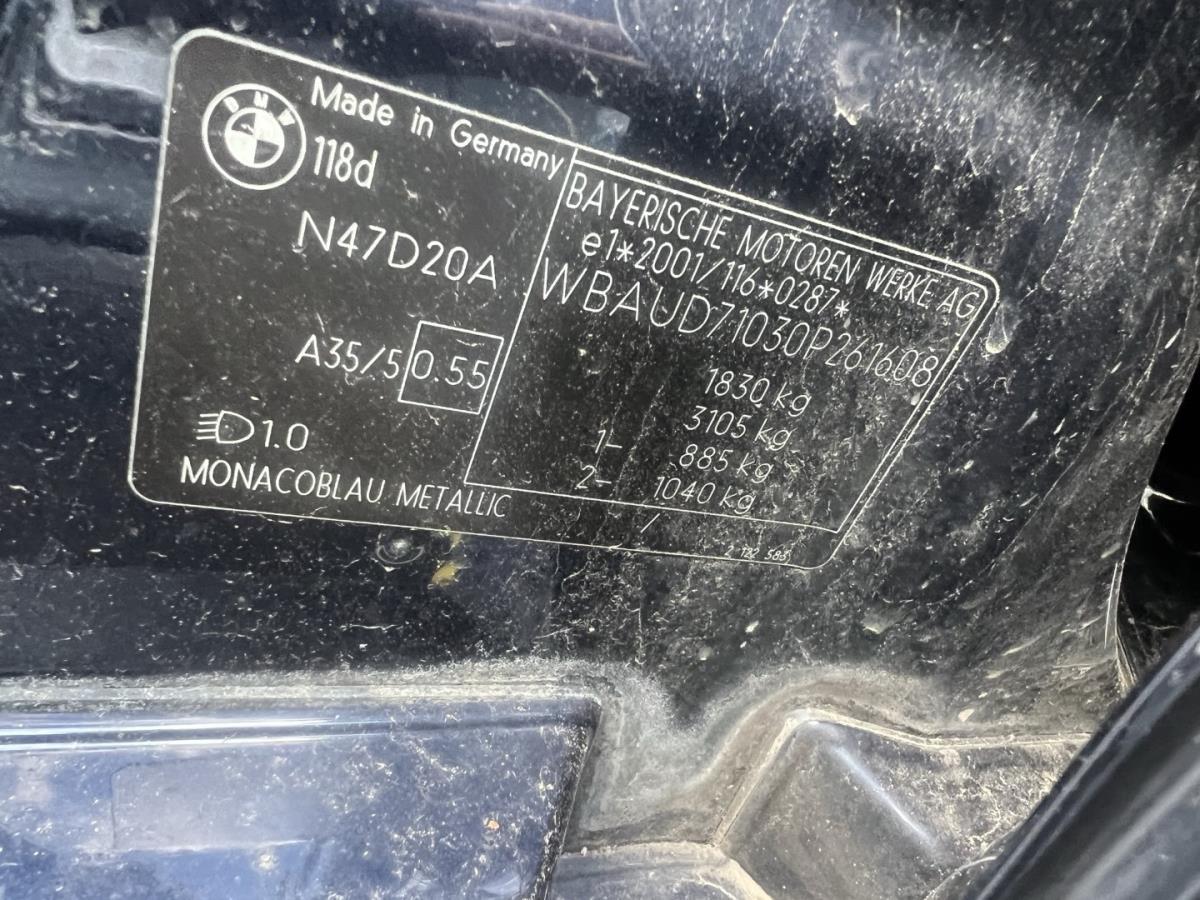 BMW
Made in Germany
118d
N47D20A
A35/5 0.55
1.0
MONACOBLAU METALLIC
BAYERISCHE MOTOREN WERKE AG
e1*2001/116*0287*
WBAUD71030P261608
1830 kg
3105 kg
1- 885 kg
2- 1040 kg